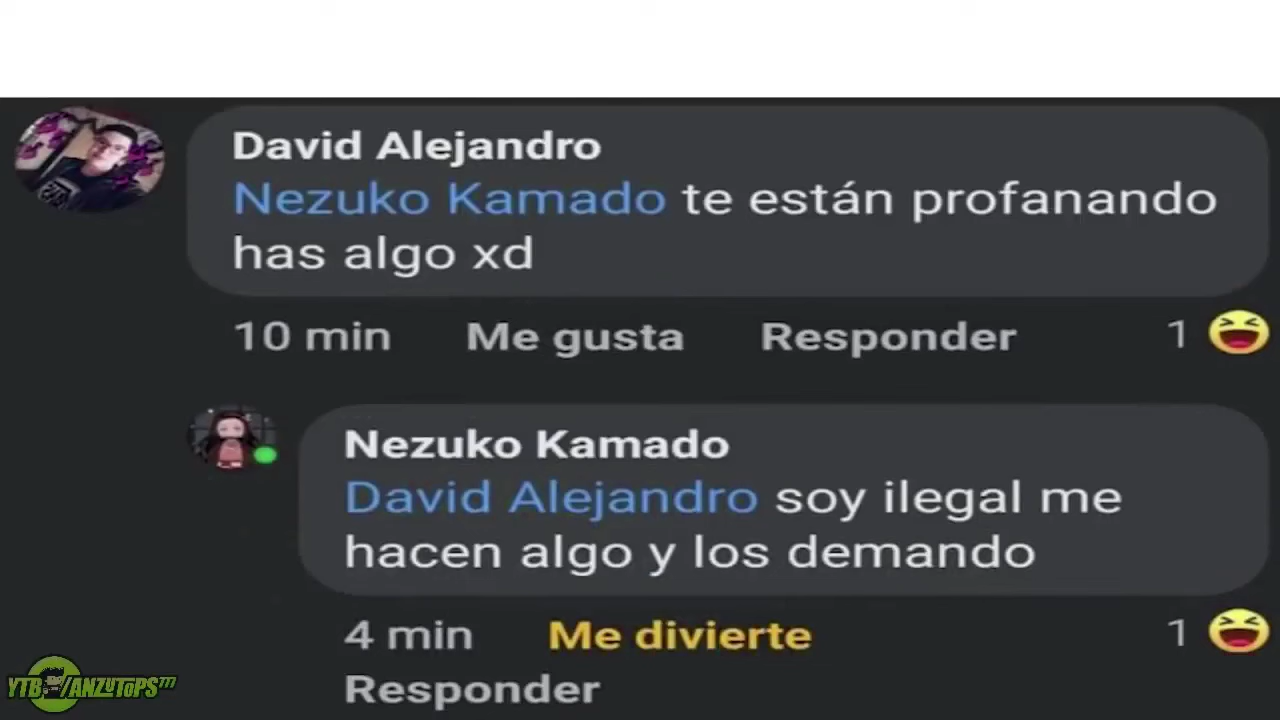 David Alejandro
Nezuko Kamado te están profanando
has algo xd
10 min Me gusta Responder 1
Nezuko Kamado
David Alejandro soy ilegal me
hacen algo y los demando
4 min Me divierte 1
Responder
YTB/ANZUTOPS777